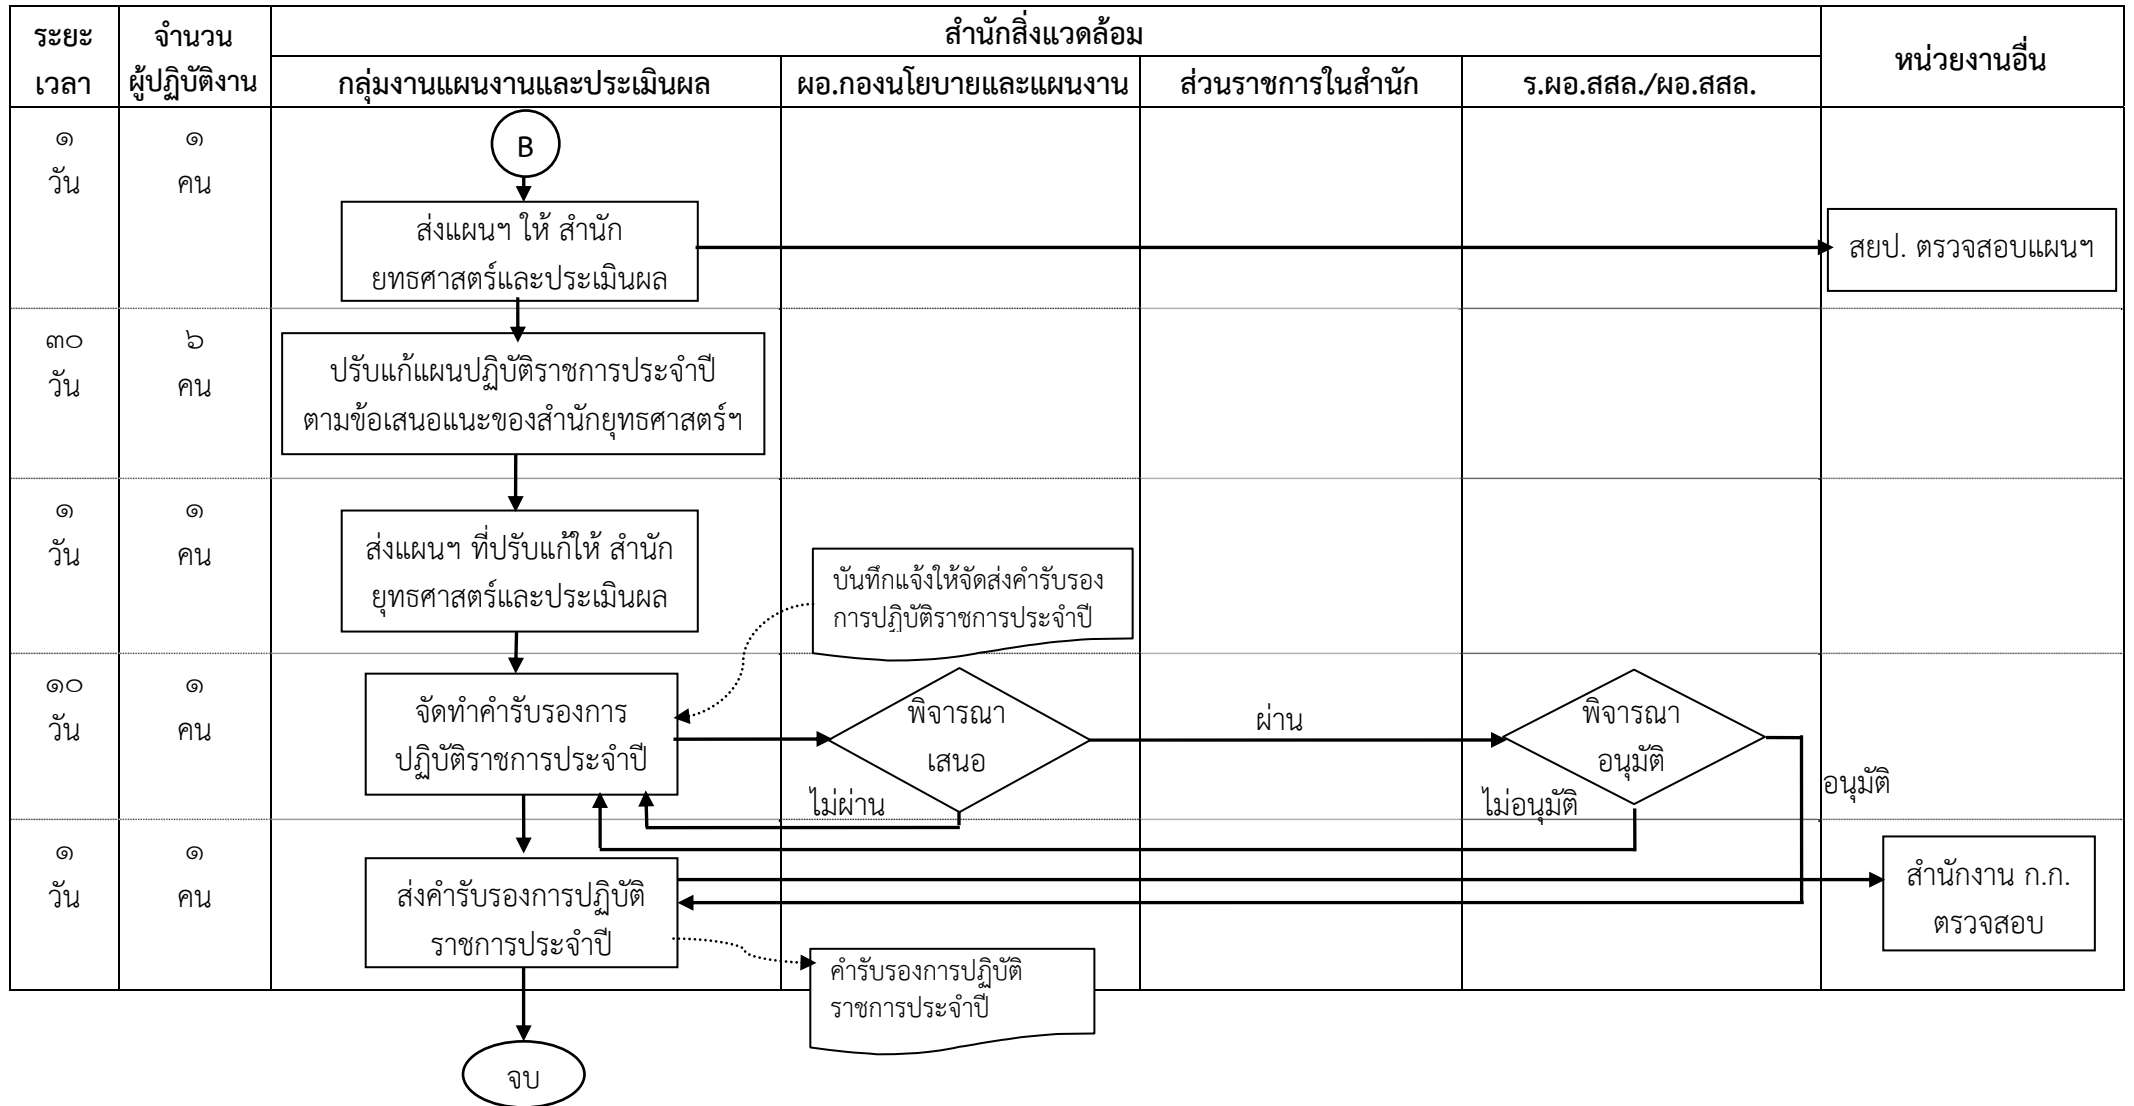 ระยะ
เวลา
จำนวน
ผู้ปฏิบัติงาน
สำนักสิ่งแวดล้อม
หน่วยงานอื่น
กลุ่มงานแผนงานและประเมินผล
ผอ.กองนโยบายและแผนงาน
ส่วนราชการในสำนัก
ร.ผอ.สสล./ผอ.สสล.
๑
วัน
๑
คน
B
ส่งแผนฯ ให้ สำนัก
ยทธศาสตร์และประเมินผล
สยป. ตรวจสอบแผนฯ
๓๐
วัน
๖
คน
ปรับแก้แผนปฏิบัติราชการประจำปี
ตามข้อเสนอแนะของสำนักยุทธศาสตร์ฯ
๑
วัน
๑
คน
ส่งแผนฯ ที่ปรับแก้ให้ สำนัก
ยุทธศาสตร์และประเมินผล
บันทึกแจ้งให้จัดส่งคำรับรอง
การปฏิบัติราชการประจำปี
๑๐
วัน
๑
คน
จัดทำคำรับรองการ
ปฏิบัติราชการประจำปี
พิจารณา
เสนอ
ผ่าน
พิจารณา
อนุมัติ
ไม่ผ่าน
ไม่อนุมัติ
อนุมัติ
๑
วัน
๑
คน
ส่งคำรับรองการปฏิบัติ
ราชการประจำปี
สำนักงาน ก.ก.
ตรวจสอบ
คำรับรองการปฏิบัติ
ราชการประจำปี
จบ